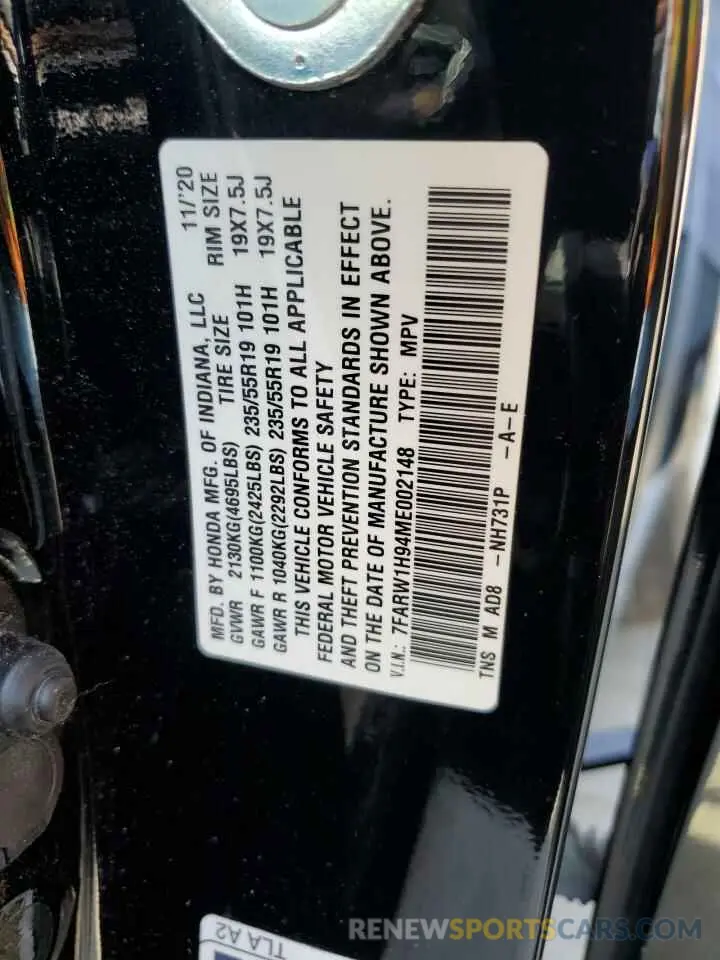 MFD. BY HONDA MFG. OF INDIANA, LLC 11/'20
GVWR 2130KG(4695LBS) TIRE SIZE RIM SIZE
GAWR F 1100KG(2425LBS) 235/55R19 101H 19X7.5J
GAWR R 1040KG(2292LBS) 235/55R19 101H 19X7.5J
THIS VEHICLE CONFORMS TO ALL APPLICABLE
FEDERAL MOTOR VEHICLE SAFETY
AND THEFT PREVENTION STANDARDS IN EFFECT
ON THE DATE OF MANUFACTURE SHOWN ABOVE.
V.I.N.: 7FARW1H94ME002148 TYPE: MPV
TNS M AD8 -NH731P -A-E
TLA A2
RENEWSPORTSCARS.COM